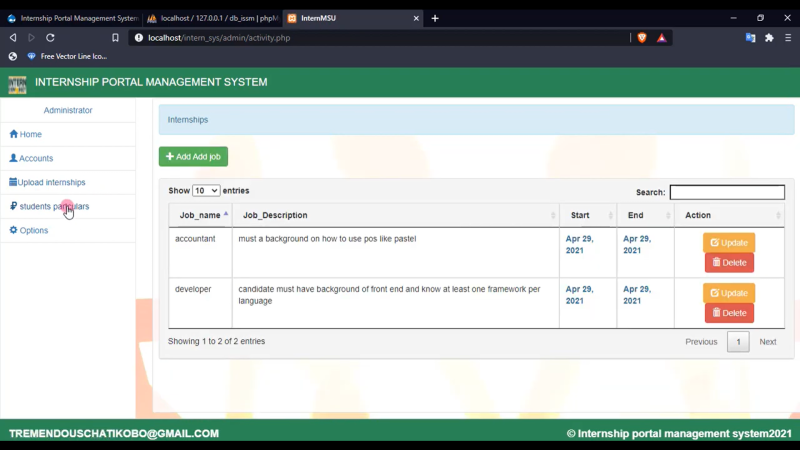 Internship Portal Management System
localhost / 127.0.0.1 / db_issm | phpM
InternMSU
localhost/intern_sys/admin/activity.php
Free Vector Line Ico...
INTERNSHIP PORTAL MANAGEMENT SYSTEM
Administrator
Home
Accounts
Upload internships
students particulars
Options
Internships
Add Add job
Show 10 entries
Search:
Job_name Job_Description Start End Action
accountant must a background on how to use pos like pastel Apr 29, 2021 Apr 29, 2021 Update Delete
developer candidate must have background of front end and know at least one framework per language Apr 29, 2021 Apr 29, 2021 Update Delete
Showing 1 to 2 of 2 entries
Previous 1 Next
TREMENDOUSCHATIKOBO@GMAIL.COM
© Internship portal management system2021